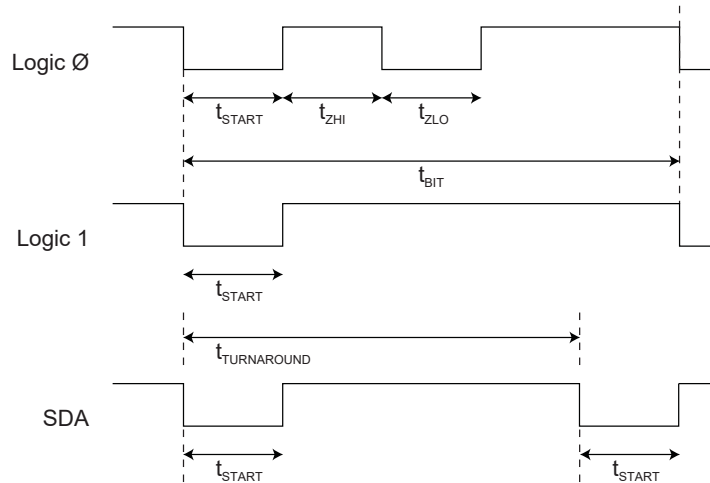 Logic Ø
tSTART tZHI tZLO
tBIT
Logic 1
tSTART
tTURNAROUND
SDA
tSTART tSTART